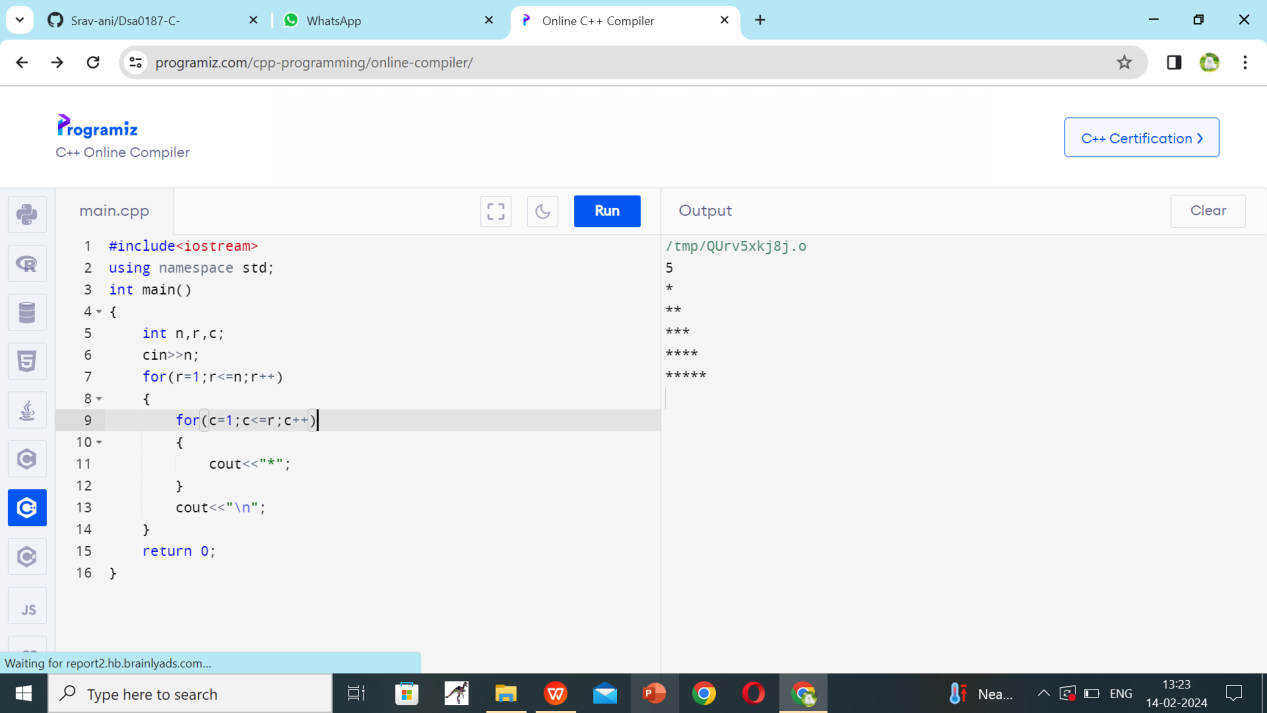 Srav-ani/Dsa0187-C-
WhatsApp
Online C++ Compiler
programiz.com/cpp-programming/online-compiler/
Programiz
C++ Online Compiler
C++ Certification
main.cpp
Run
Output
Clear
1 #include<iostream>
2 using namespace std;
3 int main()
4 {
5     int n,r,c;
6     cin>>n;
7     for(r=1;r<=n;r++)
8     {
9         for(c=1;c<=r;c++)
10         {
11             cout<<"*";
12         }
13         cout<<"\n";
14     }
15     return 0;
16 }
/tmp/QUrv5xkj8j.o
5
*
**
***
****
*****
JS
Waiting for report2.hb.brainlyads.com...
Type here to search
Nea...
ENG
13:23
14-02-2024